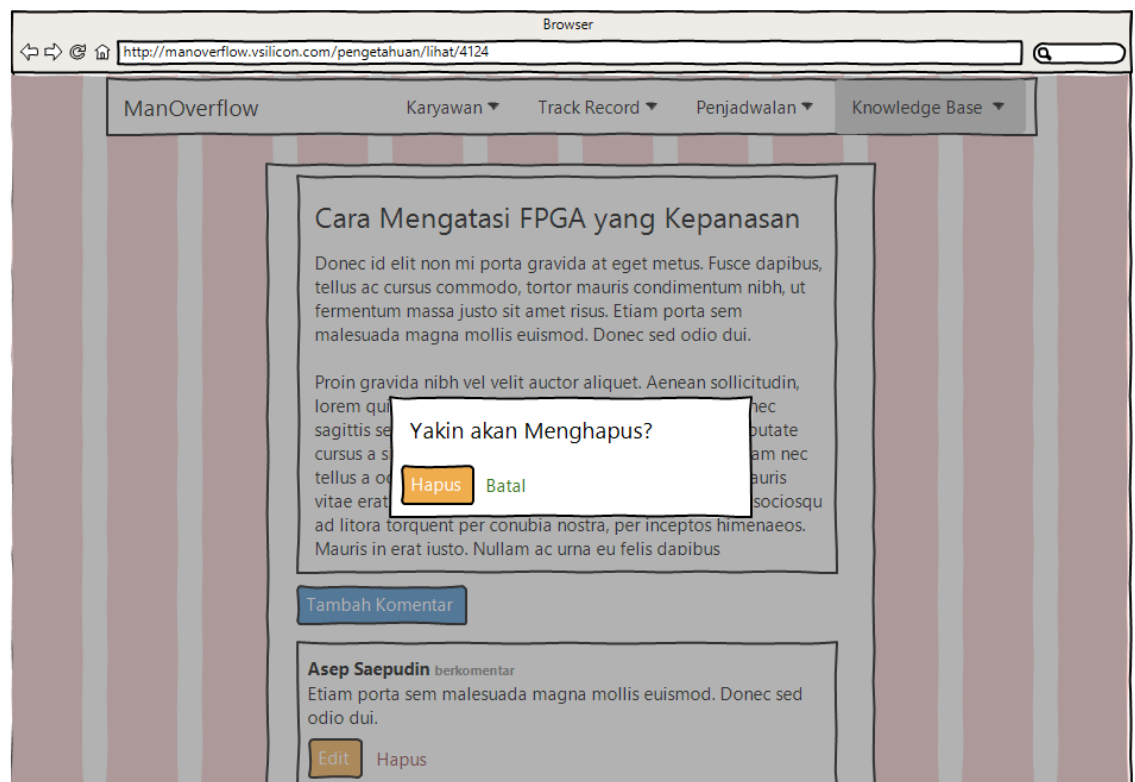 Browser
http://manoverflow.vsilicon.com/pengetahuan/lihat/4124
ManOverflow Karyawan Track Record Penjadwalan Knowledge Base
Cara Mengatasi FPGA yang Kepanasan
Donec id elit non mi porta gravida at eget metus. Fusce dapibus,
tellus ac cursus commodo, tortor mauris condimentum nibh, ut
fermentum massa justo sit amet risus. Etiam porta sem
malesuada magna mollis euismod. Donec sed odio dui.
Proin gravida nibh vel velit auctor aliquet. Aenean sollicitudin,
lorem
sagittis
cursus a am nec
tellus a
vitae erat sociosqu
ad litora torquent per conubia nostra, per inceptos himenaeos.
Mauris in erat justo. Nullam ac urna eu felis dapibus
Yakin akan Menghapus?
Hapus Batal
Tambah Komentar
Asep Saepudin berkomentar
Etiam porta sem malesuada magna mollis euismod. Donec sed
odio dui.
Edit Hapus